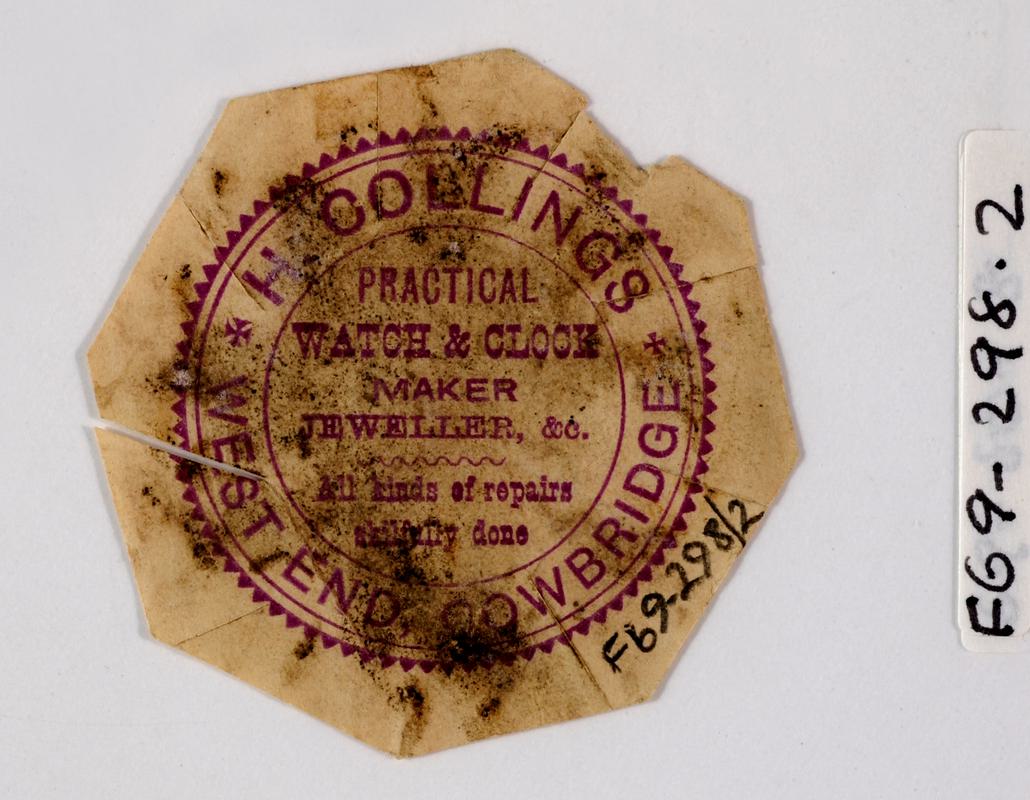 H. COLLINGS
PRACTICAL
WATCH & CLOCK
MAKER
JEWELLER, &c.
All kinds of repairs
skilfully done
WEST END, COWBRIDGE
F69-298/2
F69-298.2